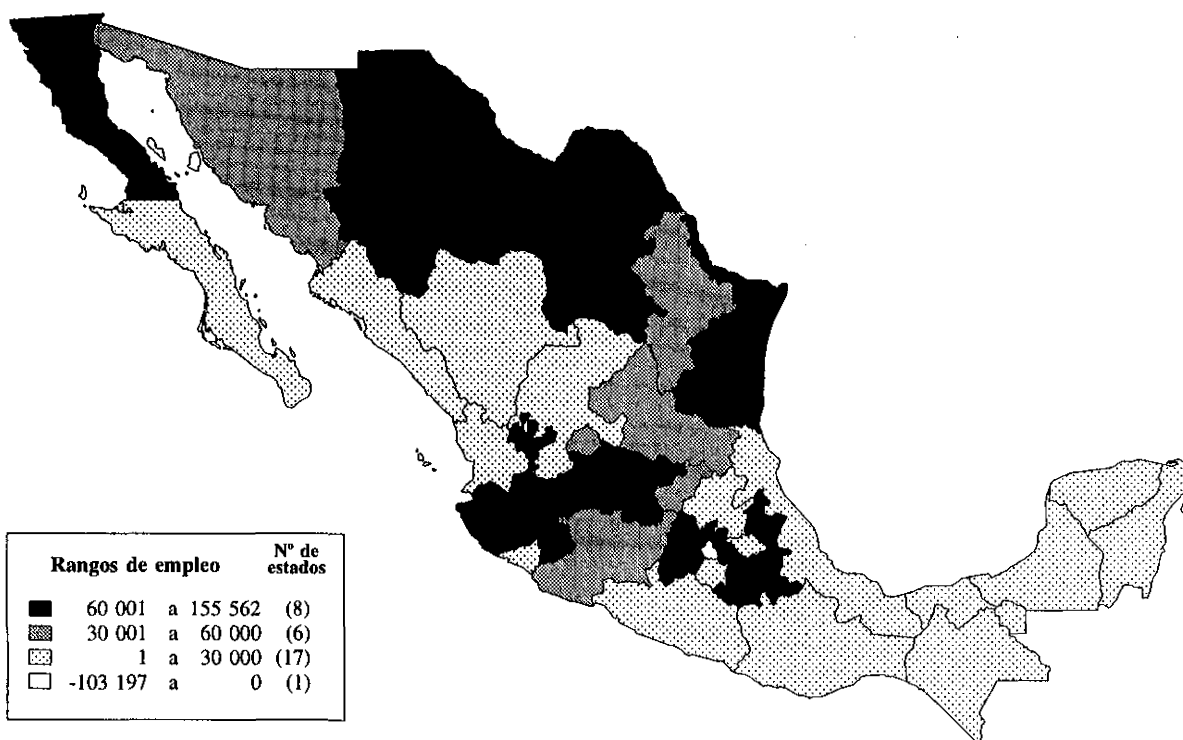 Rangos de empleo Nº de estados
60 001 a 155 562 (8)
30 001 a 60 000 (6)
1 a 30 000 (17)
-103 197 a 0 (1)